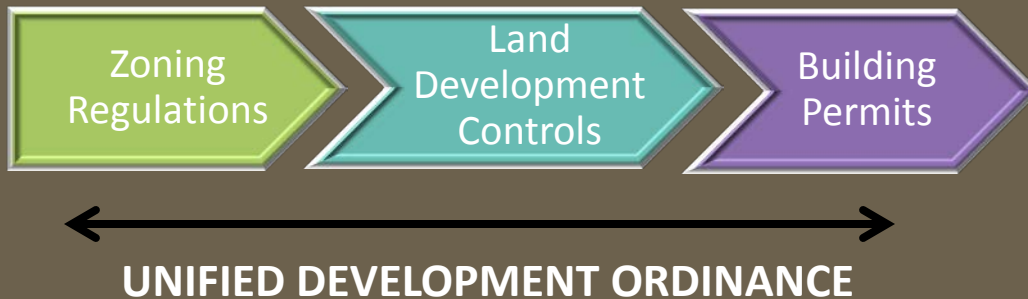 Zoning
Regulations
Land
Development
Controls
Building
Permits
UNIFIED DEVELOPMENT ORDINANCE